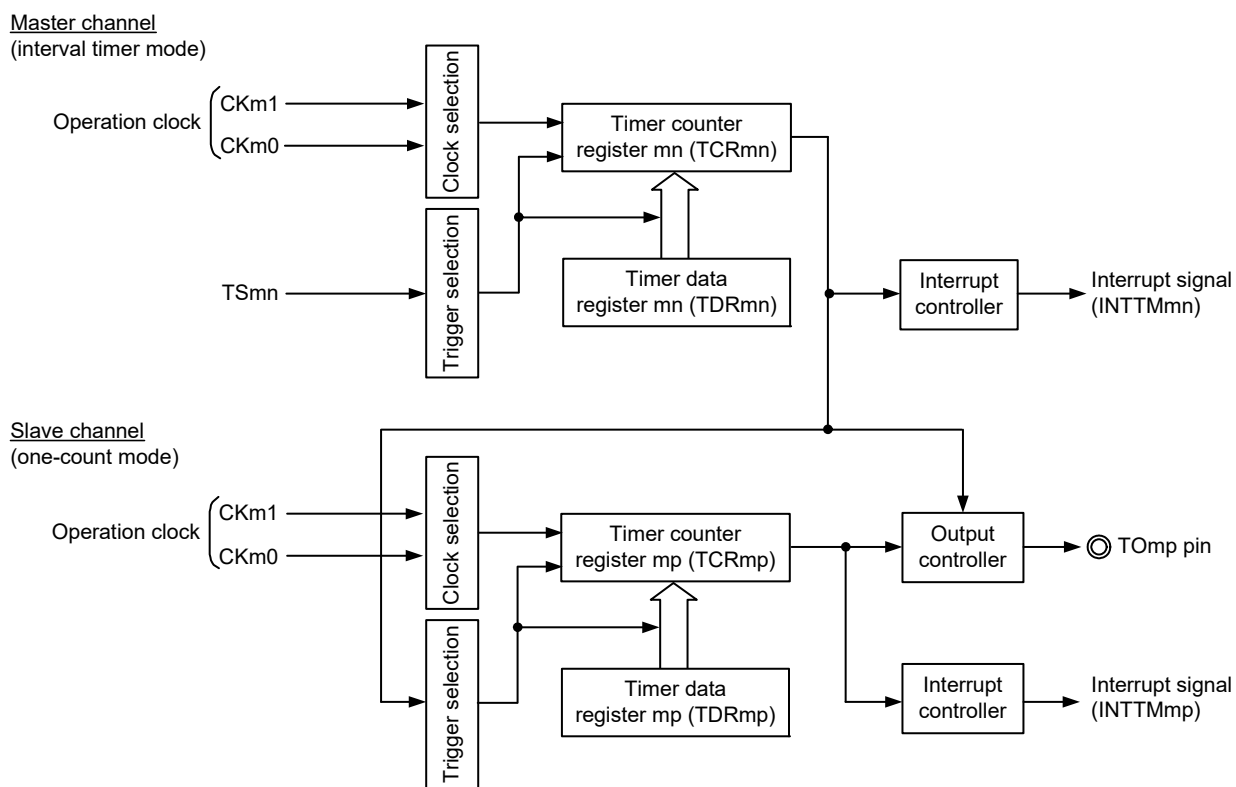 Master channel
(interval timer mode)
Operation clock
CKm1
CKm0
Clock selection
Timer counter
register mn (TCRmn)
TSmn
Trigger selection
Timer data
register mn (TDRmn)
Interrupt
controller
Interrupt signal
(INTTMmn)
Slave channel
(one-count mode)
Operation clock
CKm1
CKm0
Clock selection
Timer counter
register mp (TCRmp)
Output
controller
TOmp pin
Trigger selection
Timer data
register mp (TDRmp)
Interrupt
controller
Interrupt signal
(INTTMmp)